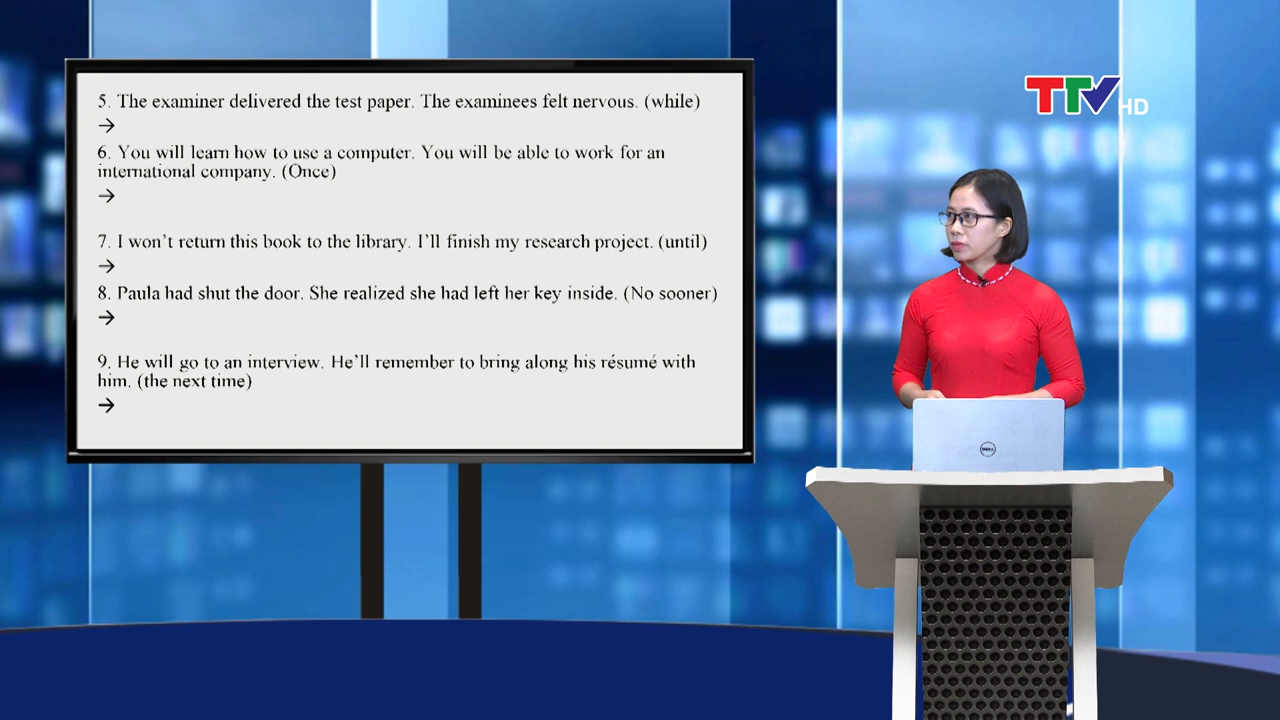 5. The examiner delivered the test paper. The examinees felt nervous. (while)
→
6. You will learn how to use a computer. You will be able to work for an
international company. (Once)
→
7. I won’t return this book to the library. I’ll finish my research project. (until)
→
8. Paula had shut the door. She realized she had left her key inside. (No sooner)
→
9. He will go to an interview. He’ll remember to bring along his résumé with
him. (the next time)
→
TTV HD
DELL